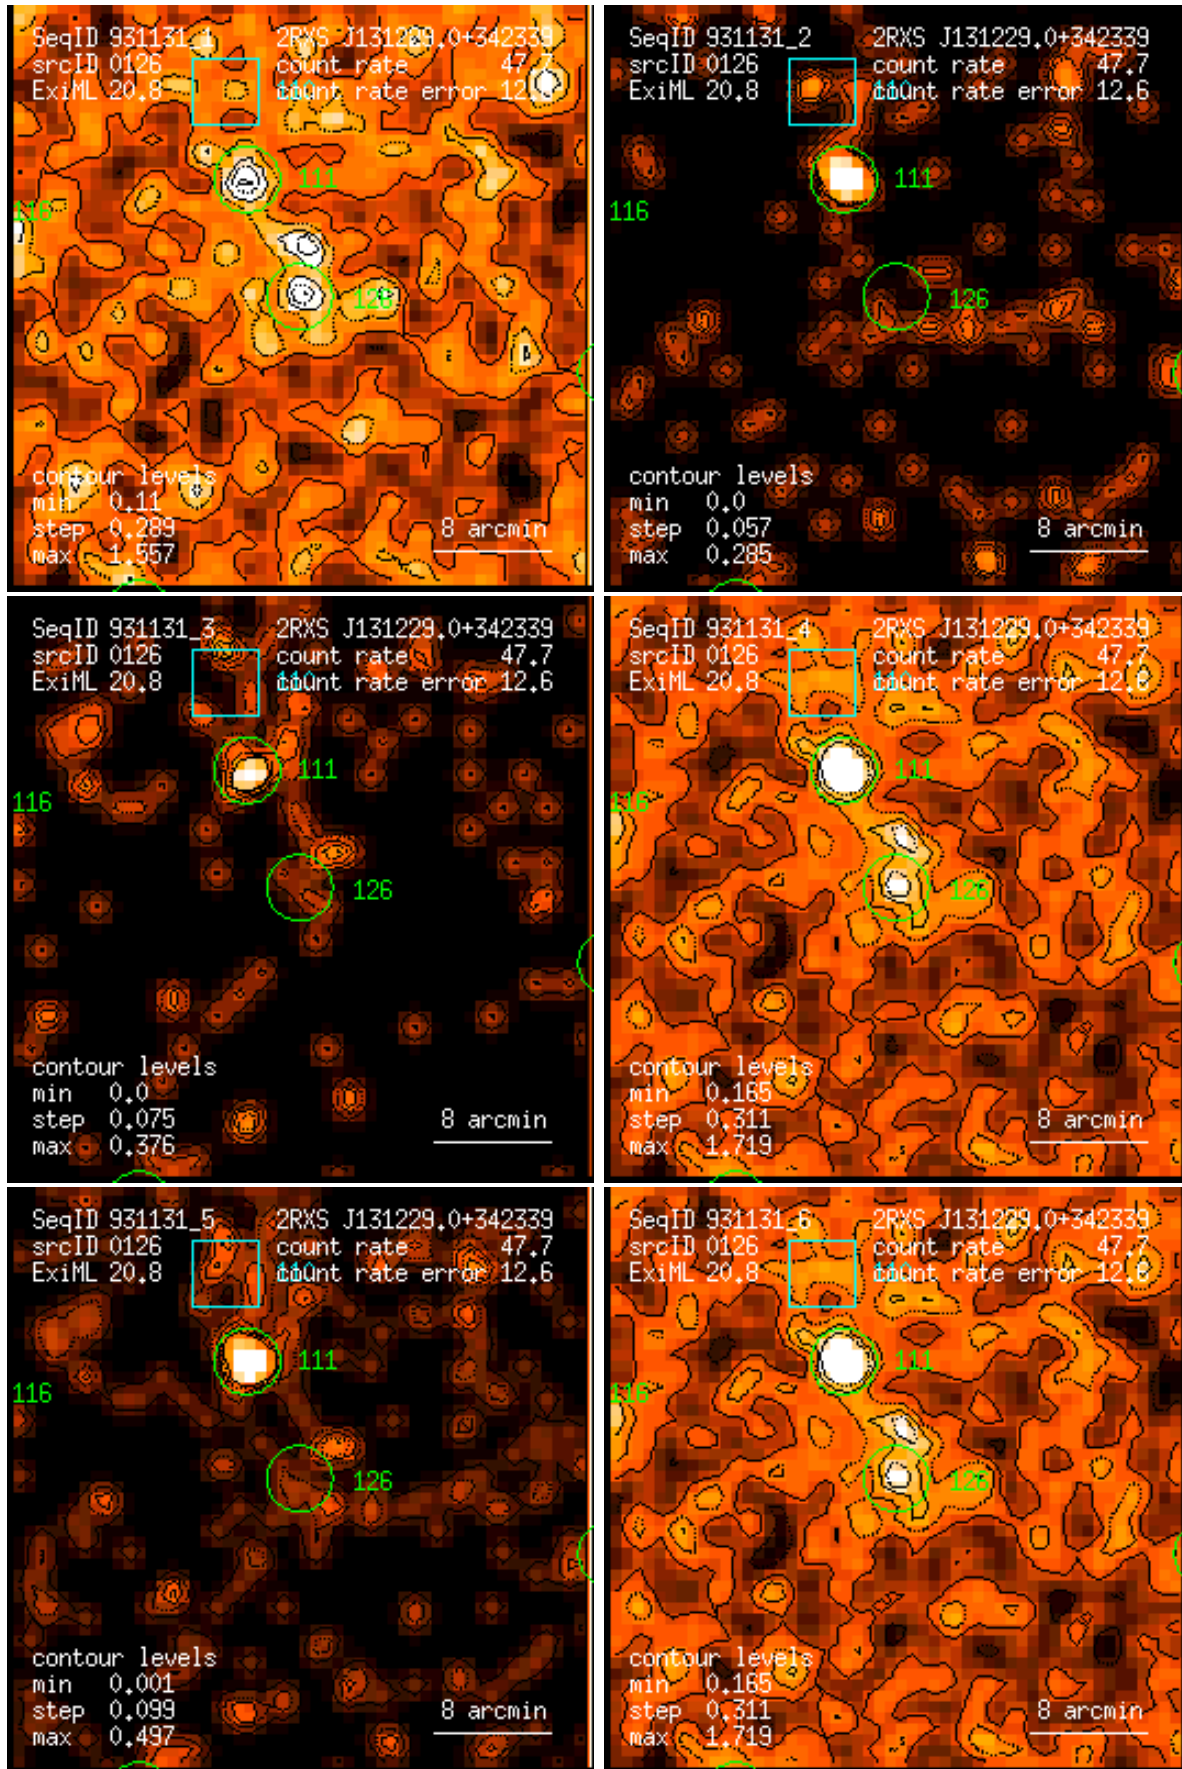 SeqID 931131_1 2RXS J131229.0+342339
srcID 0126 count rate 47.7
ExiML 20.8 count rate error 12.6
111
116
126
contour levels
min 0.11
step 0.289 8 arcmin
max 1.557
SeqID 931131_2 2RXS J131229.0+342339
srcID 0126 count rate 47.7
ExiML 20.8 count rate error 12.6
111
116
126
contour levels
min 0.0
step 0.057 8 arcmin
max 0.285
SeqID 931131_3 2RXS J131229.0+342339
srcID 0126 count rate 47.7
ExiML 20.8 count rate error 12.6
111
116
126
contour levels
min 0.0
step 0.075 8 arcmin
max 0.376
SeqID 931131_4 2RXS J131229.0+342339
srcID 0126 count rate 47.7
ExiML 20.8 count rate error 12.6
111
116
126
contour levels
min 0.165
step 0.311 8 arcmin
max 1.719
SeqID 931131_5 2RXS J131229.0+342339
srcID 0126 count rate 47.7
ExiML 20.8 count rate error 12.6
111
116
126
contour levels
min 0.001
step 0.099 8 arcmin
max 0.497
SeqID 931131_6 2RXS J131229.0+342339
srcID 0126 count rate 47.7
ExiML 20.8 count rate error 12.6
111
116
126
contour levels
min 0.165
step 0.311 8 arcmin
max 1.719